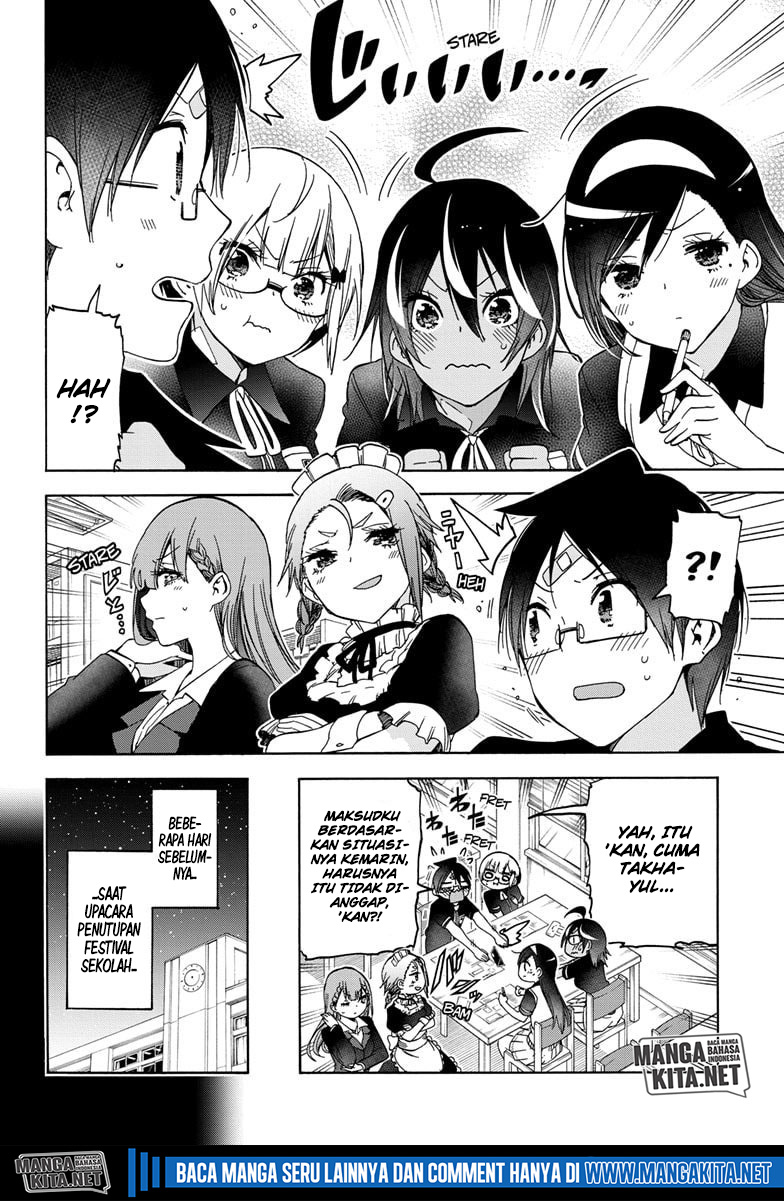 STARE
じぃいぃぃ…
HAH
!?
STARE
じと…
ニヤー
HEH
?!
YAH, ITU
'KAN, CUMA
TAKHA-
YUL...
MAKSUDKU
BERDASAR-
KAN SITUASI-
NYA KEMARIN,
HARUSNYA
ITU TIDAK DI-
ANGGAP,
'KAN?!
わた
FRET
わた
FRET
BAM
BEBE-
RAPA HARI
SEBELUM-
NYA...
...SAAT
UPACARA
PENUTUPAN
FESTIVAL
SEKOLAH...
MANGA
BACA MANGA
BAHASA
INDONESIA
KITA.NET
MANGA
KITA.NET
BACA MANGA SERU LAINNYA DAN COMMENT HANYA DI WWW.MANGAKITA.NET